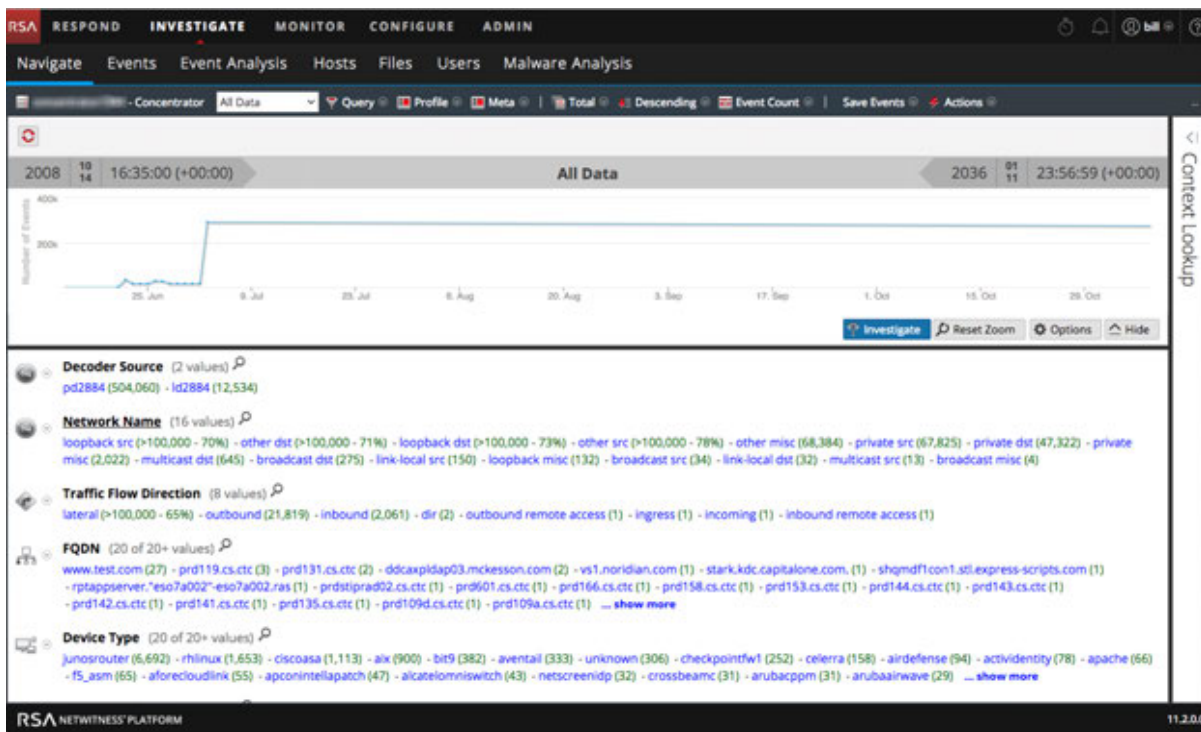 RSA RESPOND INVESTIGATE MONITOR CONFIGURE ADMIN bill
Navigate Events Event Analysis Hosts Files Users Malware Analysis
- Concentrator All Data Query Profile Meta | Total Descending Event Count | Save Events Actions
2008 10 14 16:35:00 (+00:00) All Data 2036 01 11 23:56:59 (+00:00)
Context Lookup
Number of Events
400k
200k
25. Jun 9. Jul 23. Jul 6. Aug 20. Aug 3. Sep 17. Sep 1. Oct 15. Oct 29. Oct
Investigate Reset Zoom Options Hide
Decoder Source (2 values)
pd2884 (504,060) - ld2884 (12,534)
Network Name (16 values)
loopback src (>100,000 - 70%) - other dst (>100,000 - 71%) - loopback dst (>100,000 - 73%) - other src (>100,000 - 78%) - other misc (68,384) - private src (67,825) - private dst (47,322) - private
misc (2,022) - multicast dst (645) - broadcast dst (275) - link-local src (150) - loopback misc (132) - broadcast src (34) - link-local dst (32) - multicast src (13) - broadcast misc (4)
Traffic Flow Direction (8 values)
lateral (>100,000 - 65%) - outbound (21,819) - inbound (2,061) - dir (2) - outbound remote access (1) - ingress (1) - incoming (1) - inbound remote access (1)
FQDN (20 of 20+ values)
www.test.com (27) - prd119.cs.ctc (3) - prd131.cs.ctc (2) - ddcaxpldap03.mckesson.com (2) - vs1.noridian.com (1) - stark.kdc.capitalone.com. (1) - shqmdf1con1.stl.express-scripts.com (1)
- rptappserver."eso7a002"-eso7a002.ras (1) - prdstiprad02.cs.ctc (1) - prd601.cs.ctc (1) - prd166.cs.ctc (1) - prd158.cs.ctc (1) - prd153.cs.ctc (1) - prd144.cs.ctc (1) - prd143.cs.ctc (1)
- prd142.cs.ctc (1) - prd141.cs.ctc (1) - prd135.cs.ctc (1) - prd109d.cs.ctc (1) - prd109a.cs.ctc (1) ... show more
Device Type (20 of 20+ values)
junosrouter (6,692) - rhlinux (1,653) - ciscoasa (1,113) - aix (900) - bit9 (382) - aventail (333) - unknown (306) - checkpointfw1 (252) - celerra (158) - airdefense (94) - actividentity (78) - apache (66)
- f5_asm (65) - aforecloudlink (55) - apconintellapatch (47) - alcatelomniswitch (43) - netscreenidp (32) - crossbeamc (31) - arubacppm (31) - arubaairwave (29) ... show more
RSA NETWITNESS PLATFORM 11.2.0.